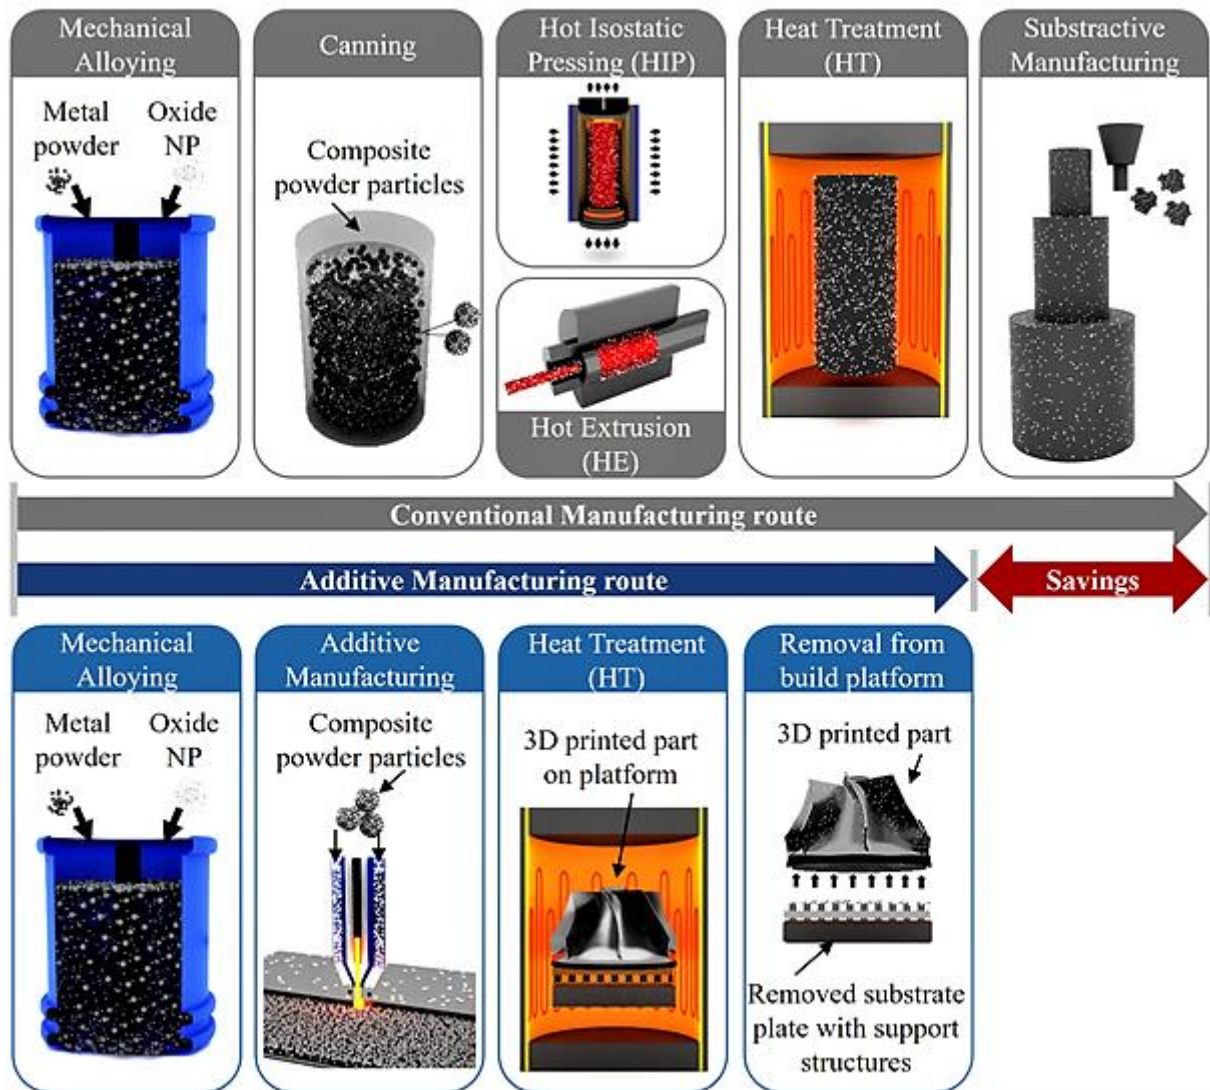 Mechanical
Alloying
Metal
powder
Oxide
NP
Canning
Composite
powder particles
Hot Isostatic
Pressing (HIP)
Hot Extrusion
(HE)
Heat Treatment
(HT)
Substractive
Manufacturing
Conventional Manufacturing route
Additive Manufacturing route
Savings
Mechanical
Alloying
Metal
powder
Oxide
NP
Additive
Manufacturing
Composite
powder particles
Heat Treatment
(HT)
3D printed part
on platform
Removal from
build platform
3D printed part
Removed substrate
plate with support
structures